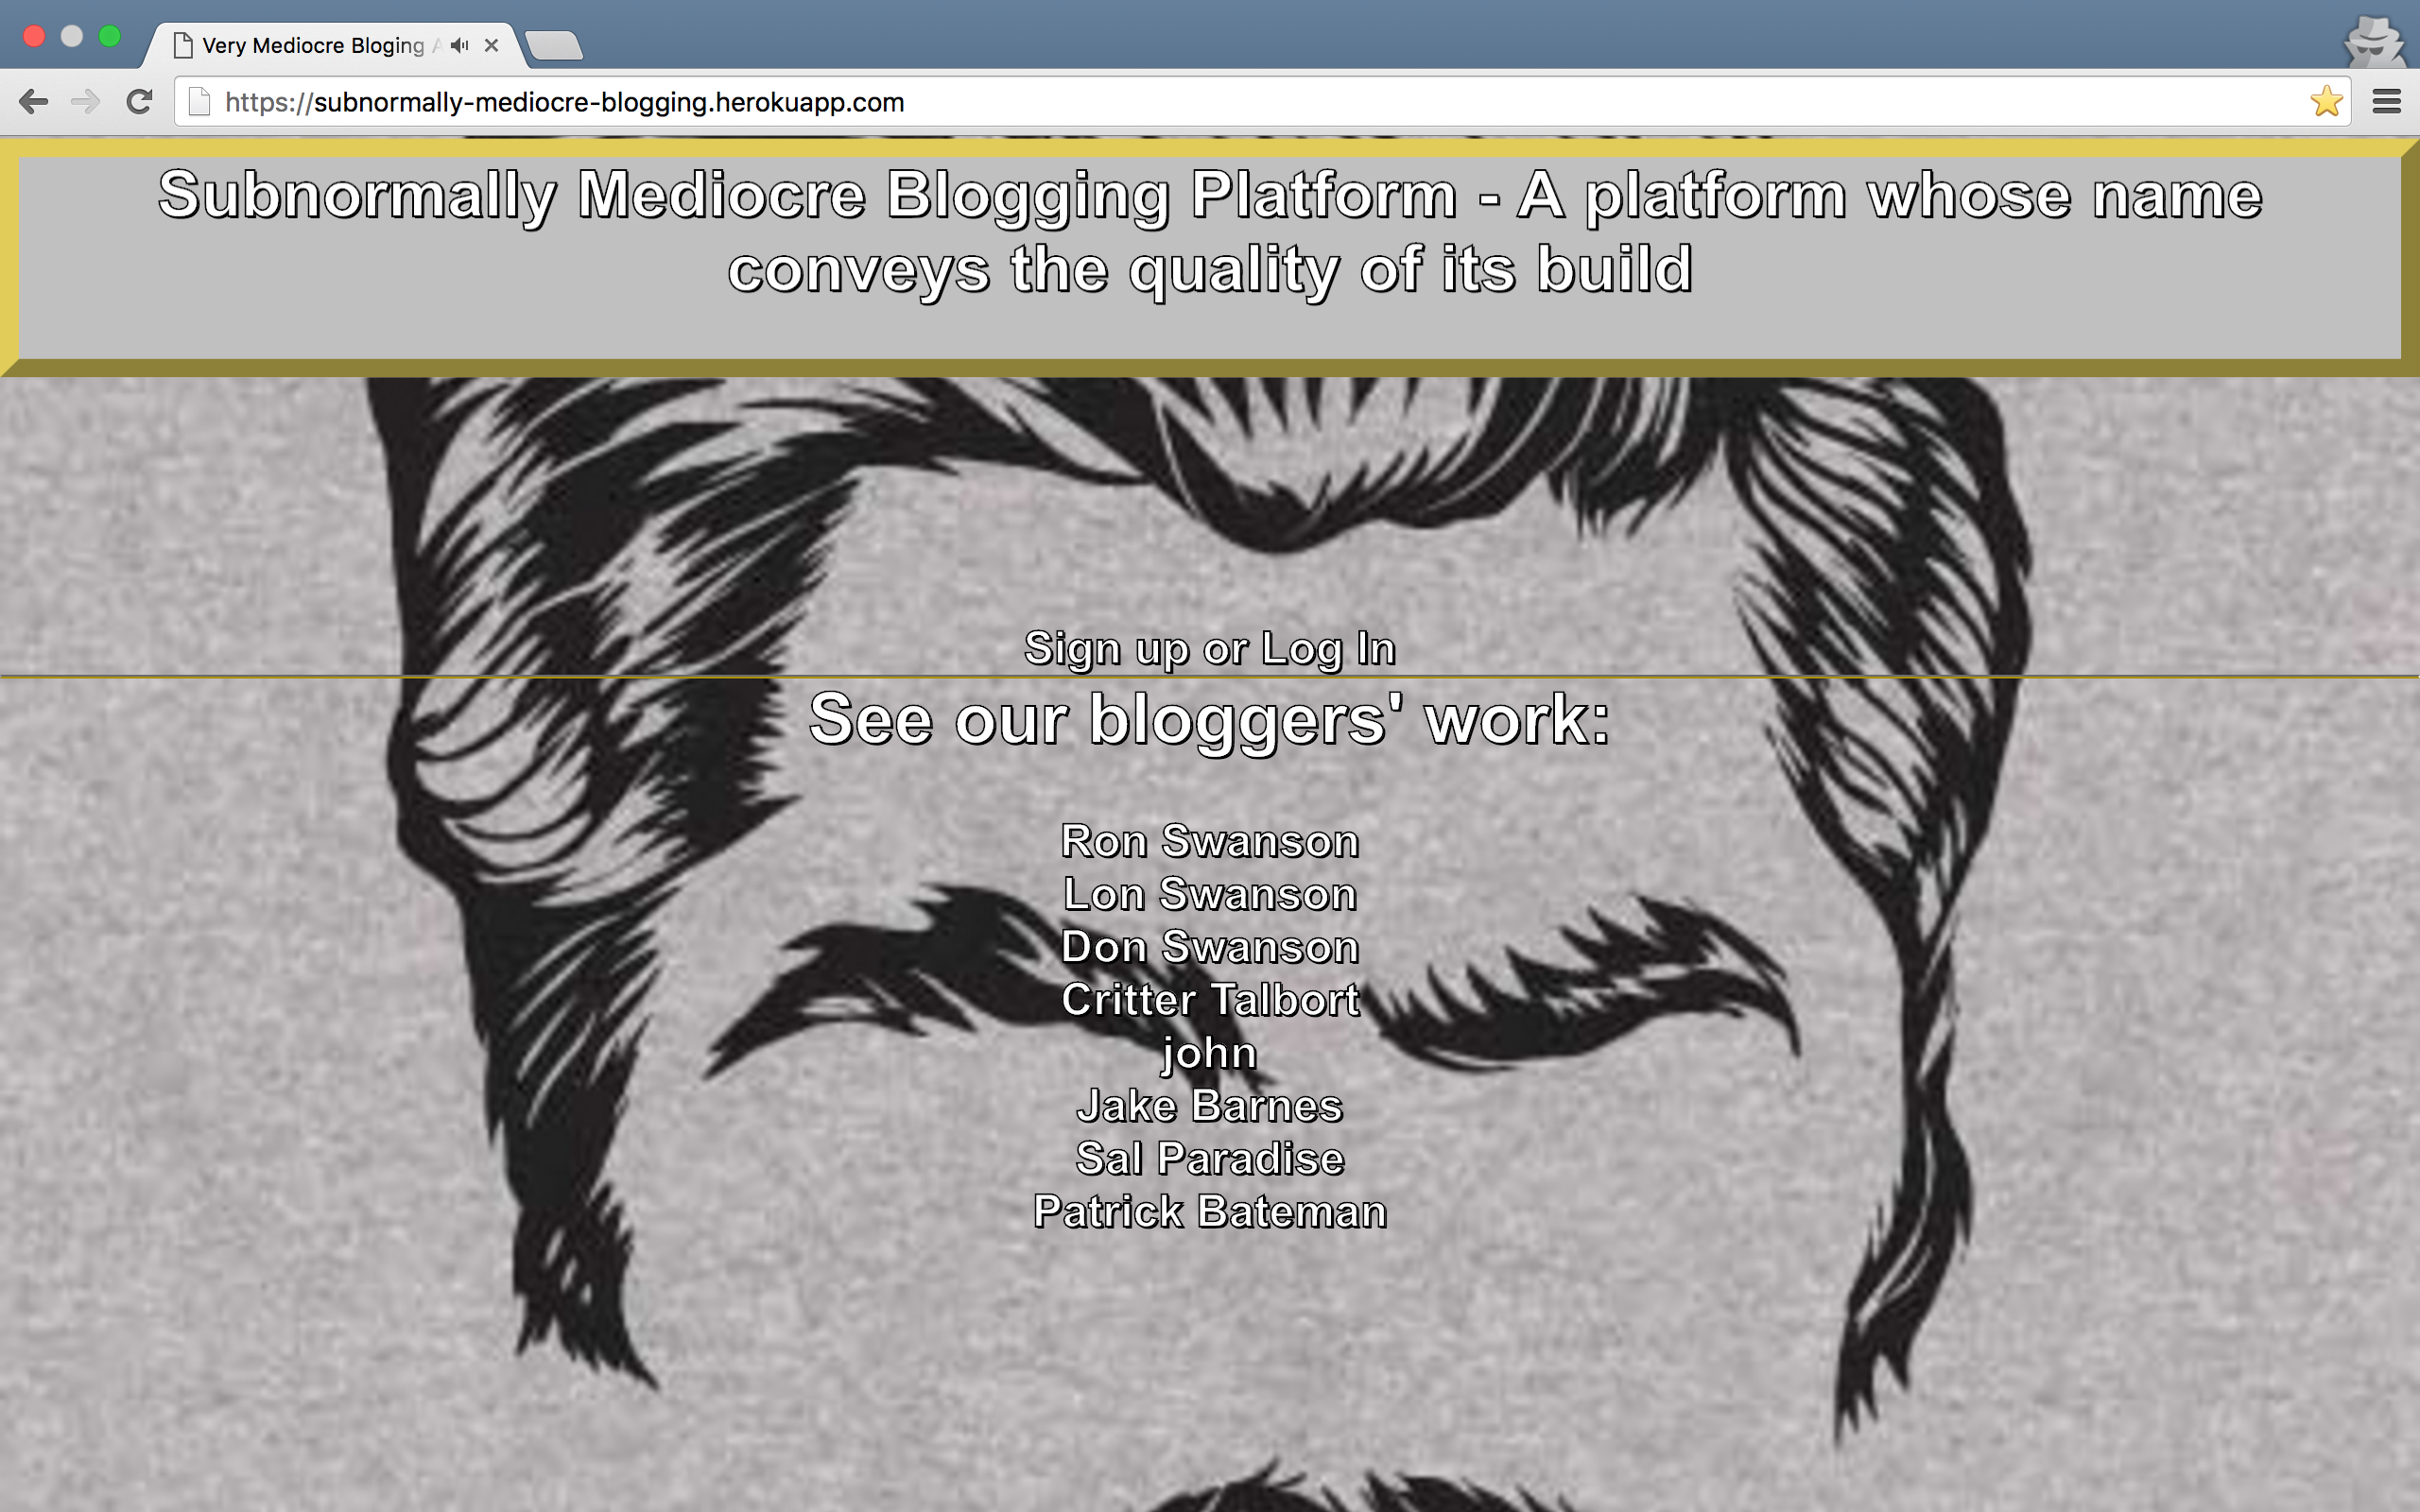 Very Mediocre Bloging
https://subnormally-mediocre-blogging.herokuapp.com
Subnormally Mediocre Blogging Platform - A platform whose name
conveys the quality of its build
Sign up or Log In
See our bloggers' work:
Ron Swanson
Lon Swanson
Don Swanson
Critter Talbort
john
Jake Barnes
Sal Paradise
Patrick Bateman